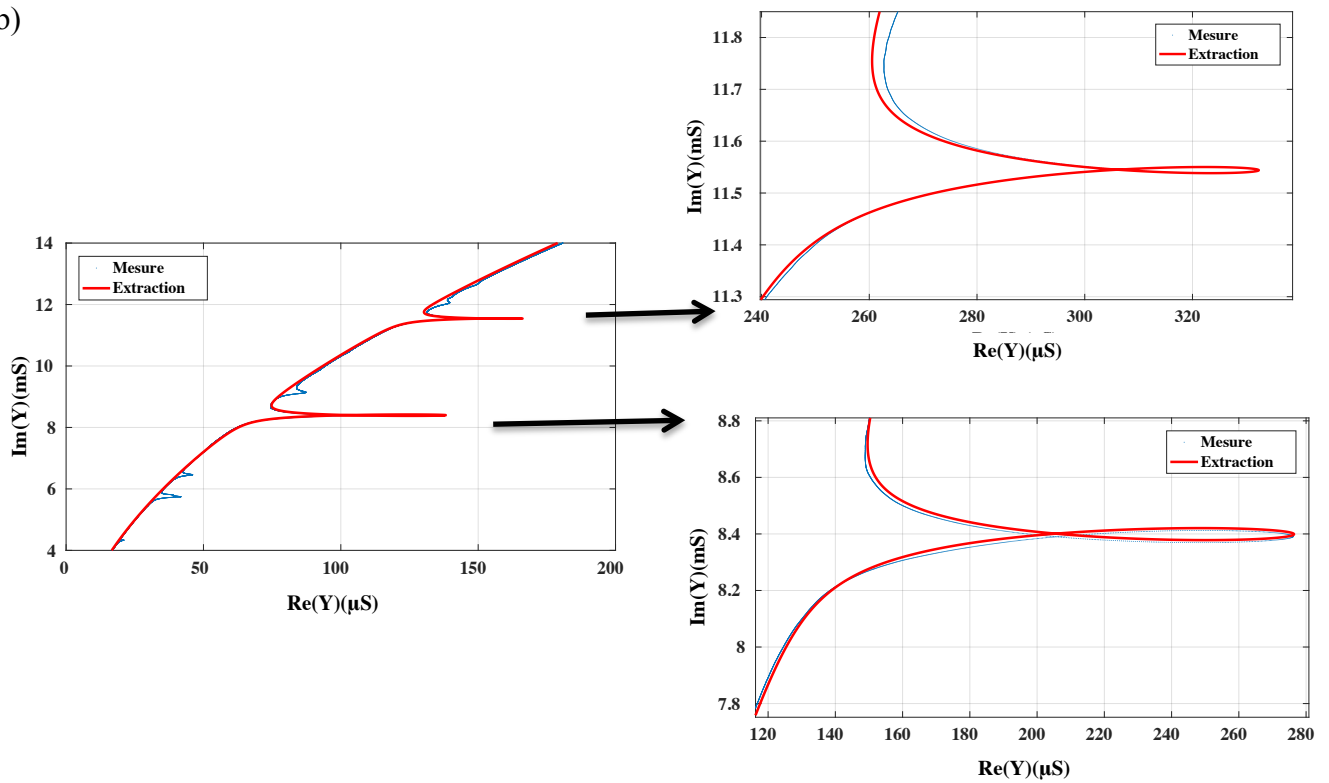 b)
14
12
10
8
6
4
0
50
100
150
200
Im(Y)(mS)
Re(Y)(µS)
Mesure
Extraction
11.8
11.7
11.6
11.5
11.4
11.3
240
260
280
300
320
Im(Y)(mS)
Re(Y)(µS)
Mesure
Extraction
8.8
8.6
8.4
8.2
8
7.8
120
140
160
180
200
220
240
260
280
Im(Y)(mS)
Re(Y)(µS)
Mesure
Extraction